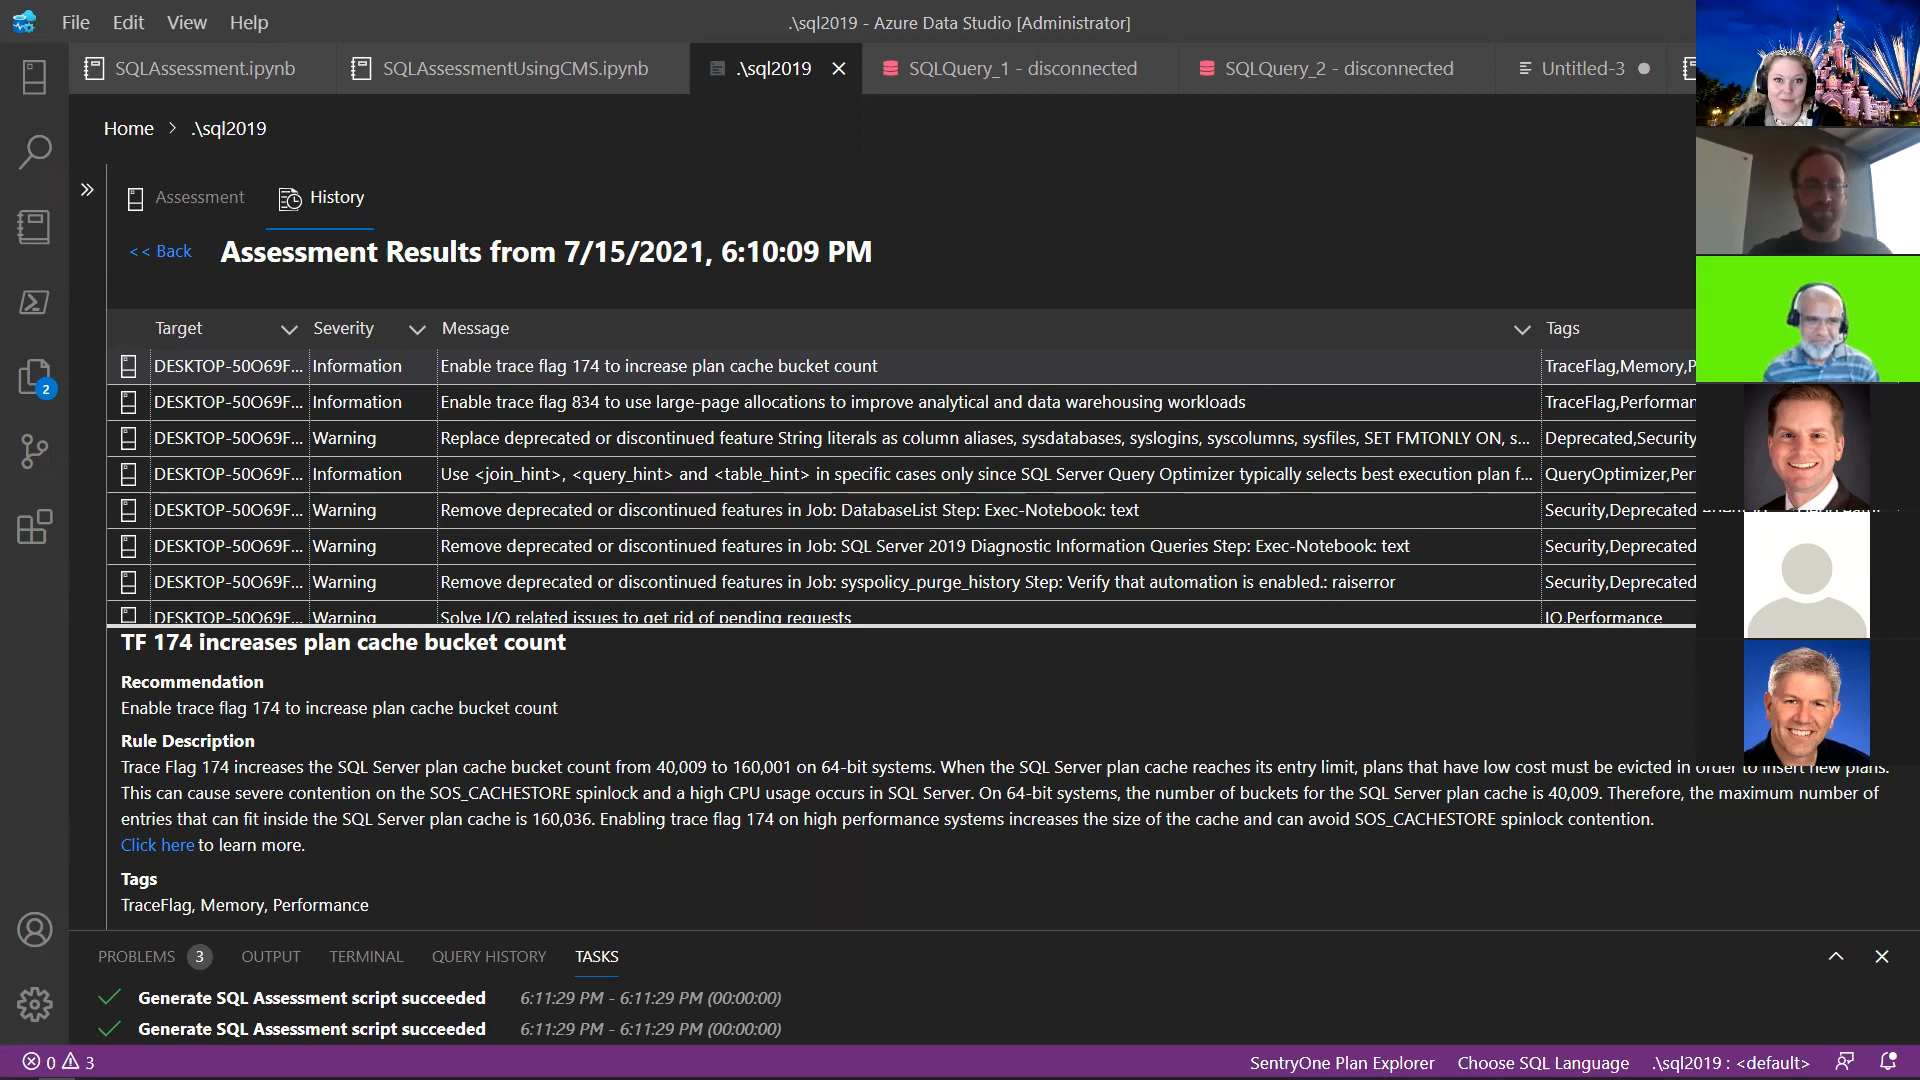 File Edit View Help
.\sql2019 - Azure Data Studio [Administrator]
SQLAssessment.ipynb
SQLAssessmentUsingCMS.ipynb
.\sql2019
SQLQuery_1 - disconnected
SQLQuery_2 - disconnected
Untitled-3
Home > .\sql2019
Assessment
History
<< Back
Assessment Results from 7/15/2021, 6:10:09 PM
Target Severity Message Tags
DESKTOP-50O69F... Information Enable trace flag 174 to increase plan cache bucket count TraceFlag,Memory,P
DESKTOP-50O69F... Information Enable trace flag 834 to use large-page allocations to improve analytical and data warehousing workloads TraceFlag,Performan
DESKTOP-50O69F... Warning Replace deprecated or discontinued feature String literals as column aliases, sysdatabases, syslogins, syscolumns, sysfiles, SET FMTONLY ON, s... Deprecated,Security
DESKTOP-50O69F... Information Use <join_hint>, <query_hint> and <table_hint> in specific cases only since SQL Server Query Optimizer typically selects best execution plan f... QueryOptimizer,Per
DESKTOP-50O69F... Warning Remove deprecated or discontinued features in Job: DatabaseList Step: Exec-Notebook: text Security,Deprecated
DESKTOP-50O69F... Warning Remove deprecated or discontinued features in Job: SQL Server 2019 Diagnostic Information Queries Step: Exec-Notebook: text Security,Deprecated
DESKTOP-50O69F... Warning Remove deprecated or discontinued features in Job: syspolicy_purge_history Step: Verify that automation is enabled.: raiserror Security,Deprecated
DESKTOP-50O69F... Warning Solve I/O related issues to get rid of pending requests IO,Performance
TF 174 increases plan cache bucket count
Recommendation
Enable trace flag 174 to increase plan cache bucket count
Rule Description
Trace Flag 174 increases the SQL Server plan cache bucket count from 40,009 to 160,001 on 64-bit systems. When the SQL Server plan cache reaches its entry limit, plans that have low cost must be evicted in order to insert new plans.
This can cause severe contention on the SOS_CACHESTORE spinlock and a high CPU usage occurs in SQL Server. On 64-bit systems, the number of buckets for the SQL Server plan cache is 40,009. Therefore, the maximum number of
entries that can fit inside the SQL Server plan cache is 160,036. Enabling trace flag 174 on high performance systems increases the size of the cache and can avoid SOS_CACHESTORE spinlock contention.
Click here to learn more.
Tags
TraceFlag, Memory, Performance
2
PROBLEMS 3 OUTPUT TERMINAL QUERY HISTORY TASKS
Generate SQL Assessment script succeeded 6:11:29 PM - 6:11:29 PM (00:00:00)
Generate SQL Assessment script succeeded 6:11:29 PM - 6:11:29 PM (00:00:00)
0 3
SentryOne Plan Explorer Choose SQL Language .\sql2019 : <default>